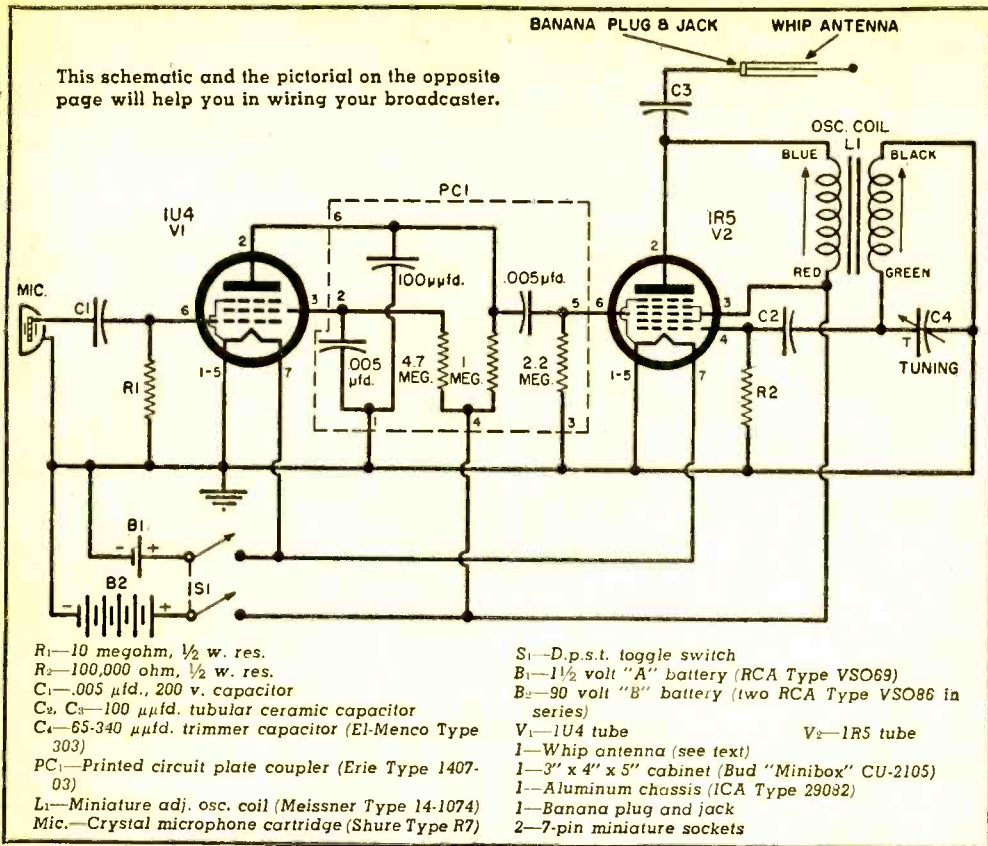 BANANA PLUG & JACK
WHIP ANTENNA
This schematic and the pictorial on the opposite
page will help you in wiring your broadcaster.
C3
OSC. COIL
L1
BLUE
BLACK
PC1
1U4
V1
6
1R5
V2
2
2
100μμfd.
.005μfd.
RED
GREEN
MIC.
C1
6
3
2
5
6
3
4
C2
C4
T
TUNING
.005
μfd.
4.7
MEG.
1
MEG.
2.2
MEG.
R1
1-5
7
1-5
7
R2
1
4
3
B1
- +
S1
B2
- +
R1—10 megohm, ½ w. res.
R2—100,000 ohm, ½ w. res.
C1—.005 μfd., 200 v. capacitor
C2, C3—100 μμfd. tubular ceramic capacitor
C4—65-340 μμfd. trimmer capacitor (El-Menco Type
303)
PC1—Printed circuit plate coupler (Erie Type 1407-
03)
L1—Miniature adj. osc. coil (Meissner Type 14-1074)
Mic.—Crystal microphone cartridge (Shure Type R7)
S1—D.p.s.t. toggle switch
B1—1½ volt "A" battery (RCA Type VSO69)
B2—90 volt "B" battery (two RCA Type VSO86 in
series)
V1—1U4 tube V2—1R5 tube
1—Whip antenna (see text)
1—3" x 4" x 5" cabinet (Bud "Minibox" CU-2105)
1—Aluminum chassis (ICA Type 29082)
1—Banana plug and jack
2—7-pin miniature sockets